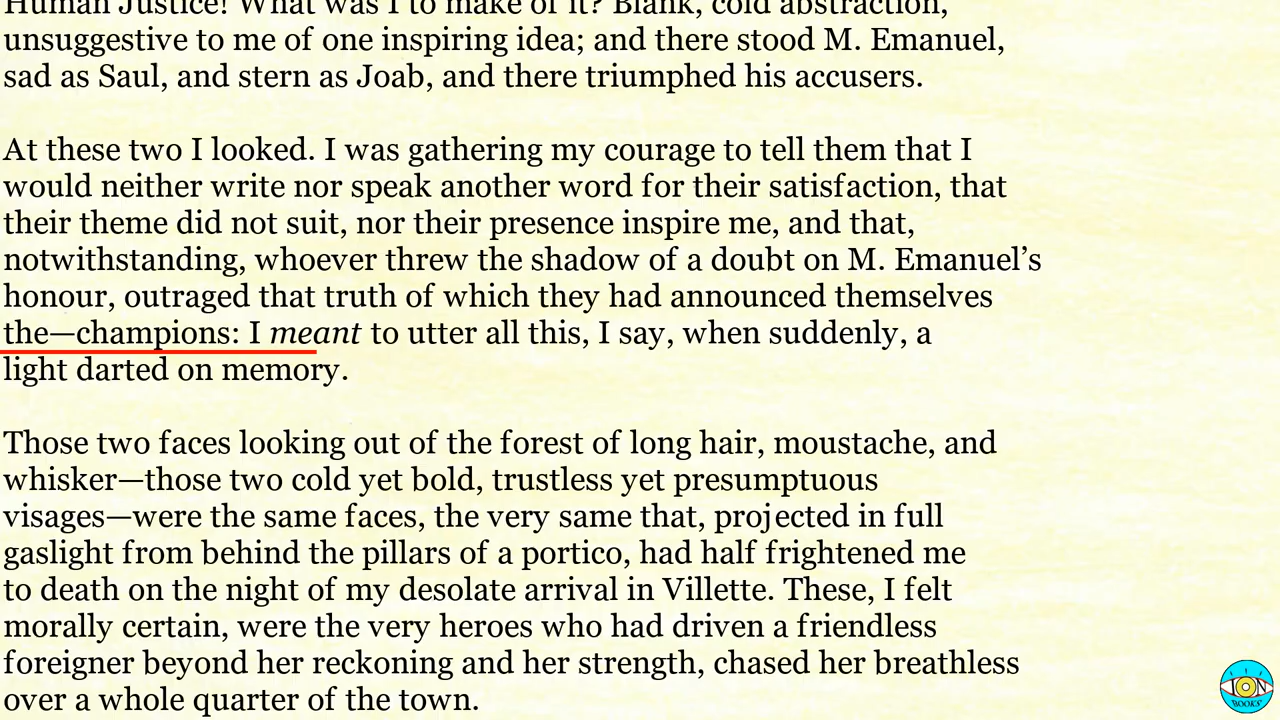 Human Justice! What was I to make of it? Blank, cold abstraction,
unsuggestive to me of one inspiring idea; and there stood M. Emanuel,
sad as Saul, and stern as Joab, and there triumphed his accusers.
At these two I looked. I was gathering my courage to tell them that I
would neither write nor speak another word for their satisfaction, that
their theme did not suit, nor their presence inspire me, and that,
notwithstanding, whoever threw the shadow of a doubt on M. Emanuel’s
honour, outraged that truth of which they had announced themselves
the—champions: I meant to utter all this, I say, when suddenly, a
light darted on memory.
Those two faces looking out of the forest of long hair, moustache, and
whisker—those two cold yet bold, trustless yet presumptuous
visages—were the same faces, the very same that, projected in full
gaslight from behind the pillars of a portico, had half frightened me
to death on the night of my desolate arrival in Villette. These, I felt
morally certain, were the very heroes who had driven a friendless
foreigner beyond her reckoning and her strength, chased her breathless
over a whole quarter of the town.
ION
BOOKS